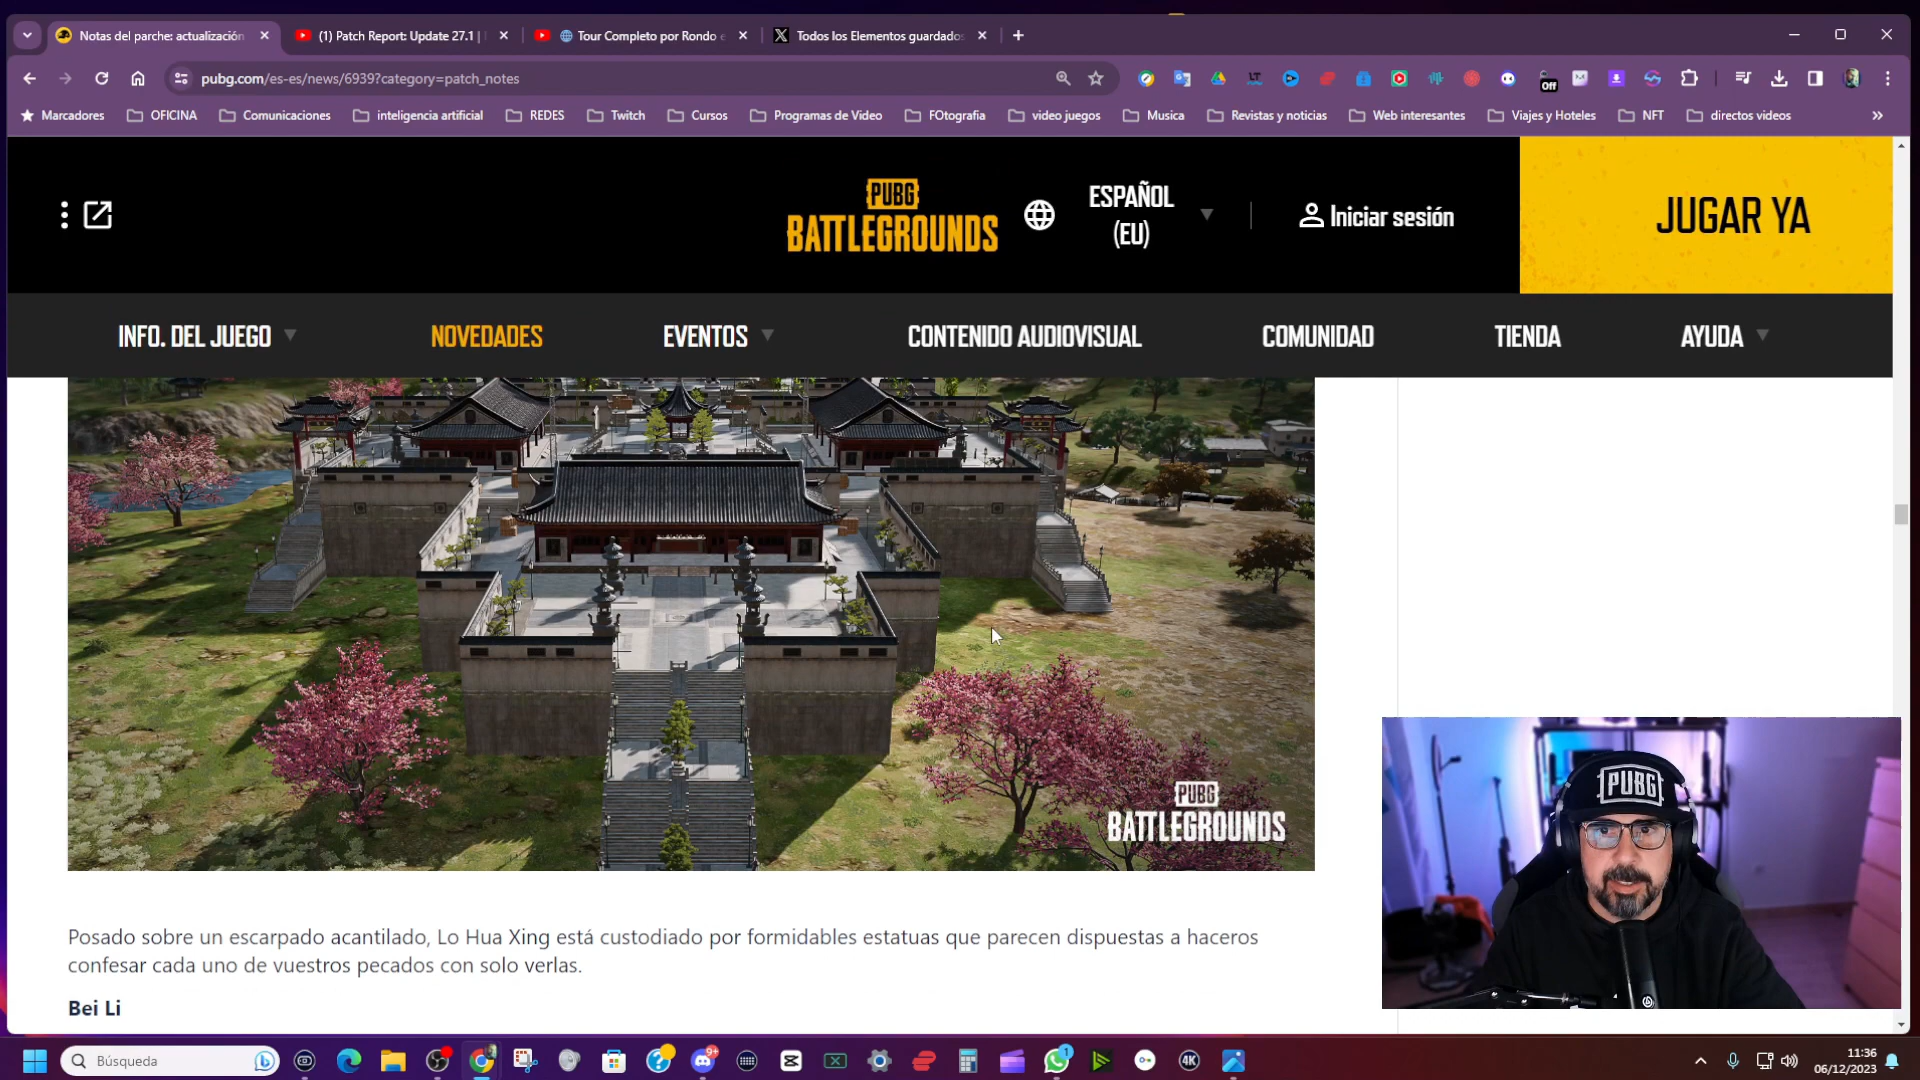 Notas del parche: actualización
(1) Patch Report: Update 27.1 |
Tour Completo por Rondo e
Todos los Elementos guardados
pubg.com/es-es/news/6939?category=patch_notes
Off
Marcadores
OFICINA
Comunicaciones
inteligencia artificial
REDES
Twitch
Cursos
Programas de Video
FOtografia
video juegos
Musica
Revistas y noticias
Web interesantes
Viajes y Hoteles
NFT
directos videos
PUBG
BATTLEGROUNDS
ESPAÑOL
(EU)
Iniciar sesión
JUGAR YA
INFO. DEL JUEGO
NOVEDADES
EVENTOS
CONTENIDO AUDIOVISUAL
COMUNIDAD
TIENDA
AYUDA
PUBG
BATTLEGROUNDS
PUBG
Posado sobre un escarpado acantilado, Lo Hua Xing está custodiado por formidables estatuas que parecen dispuestas a haceros
confesar cada uno de vuestros pecados con solo verlas.
Bei Li
Búsqueda
9+
1
4K
11:36
06/12/2023